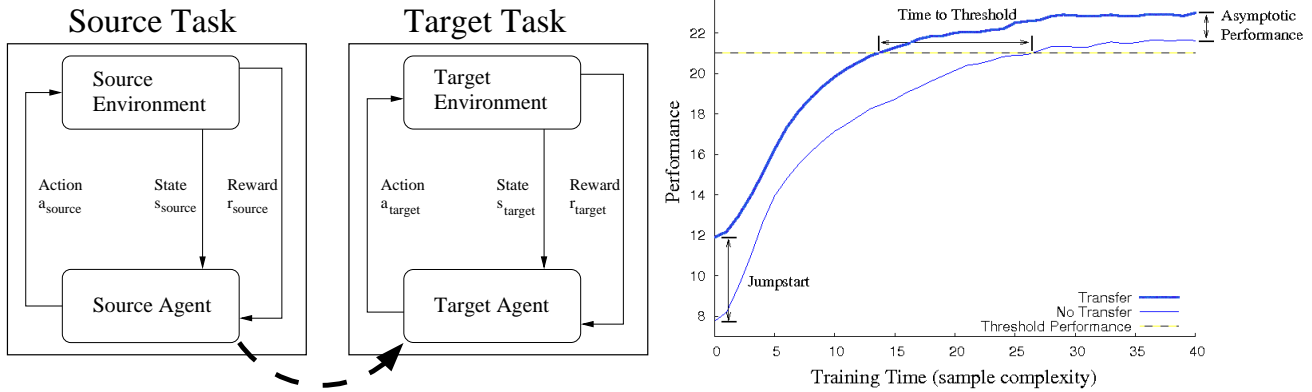 Source Task
Source
Environment
Action
a_source
State
s_source
Reward
r_source
Source Agent
Target Task
Target
Environment
Action
a_target
State
s_target
Reward
r_target
Target Agent
Performance
22
20
18
16
14
12
10
8
Time to Threshold
Asymptotic
Performance
Jumpstart
Transfer
No Transfer
Threshold Performance
0
5
10
15
20
25
30
35
40
Training Time (sample complexity)